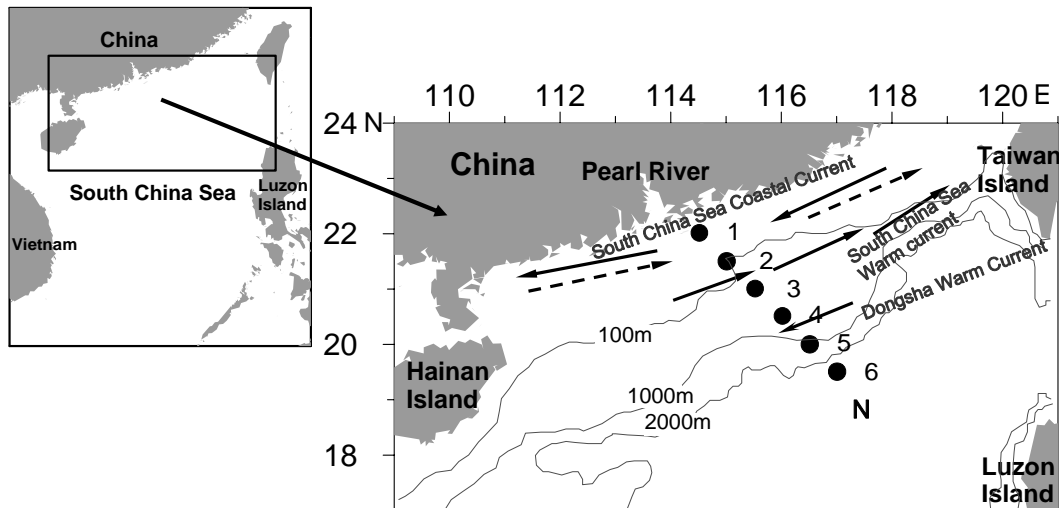 China
South China Sea
Luzon
Island
Vietnam
110 112 114 116 118 120 E
24 N
22
20
18
China
Pearl River
Taiwan
Island
South China Sea Coastal Current
South China Sea
Warm current
Dongsha Warm Current
1
2
3
4
5
6
N
100m
1000m
2000m
Hainan
Island
Luzon
Island